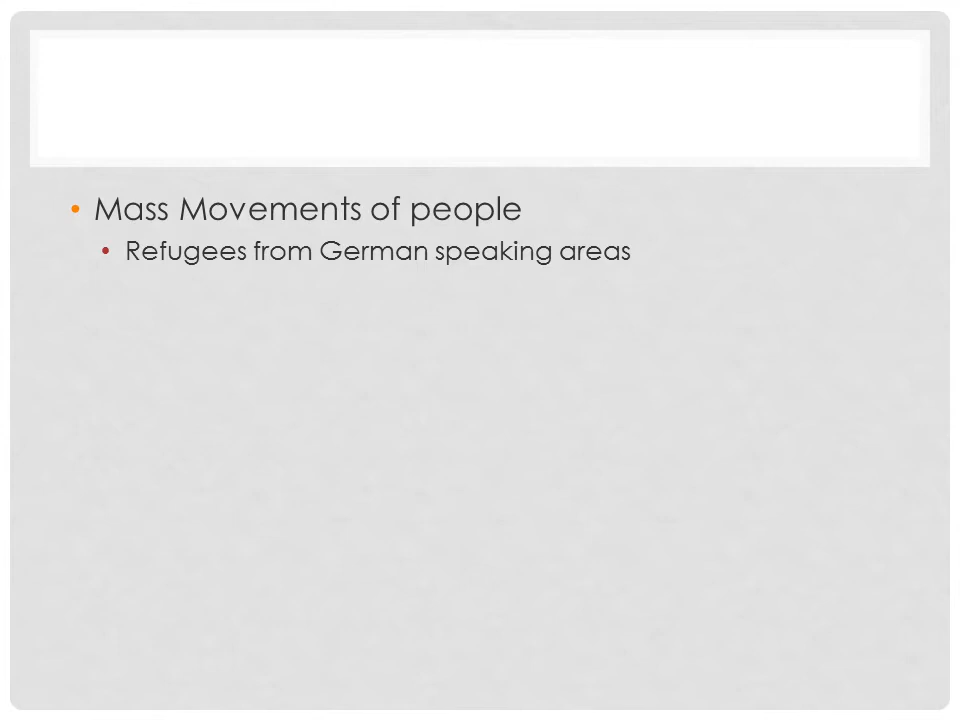 • Mass Movements of people
• Refugees from German speaking areas